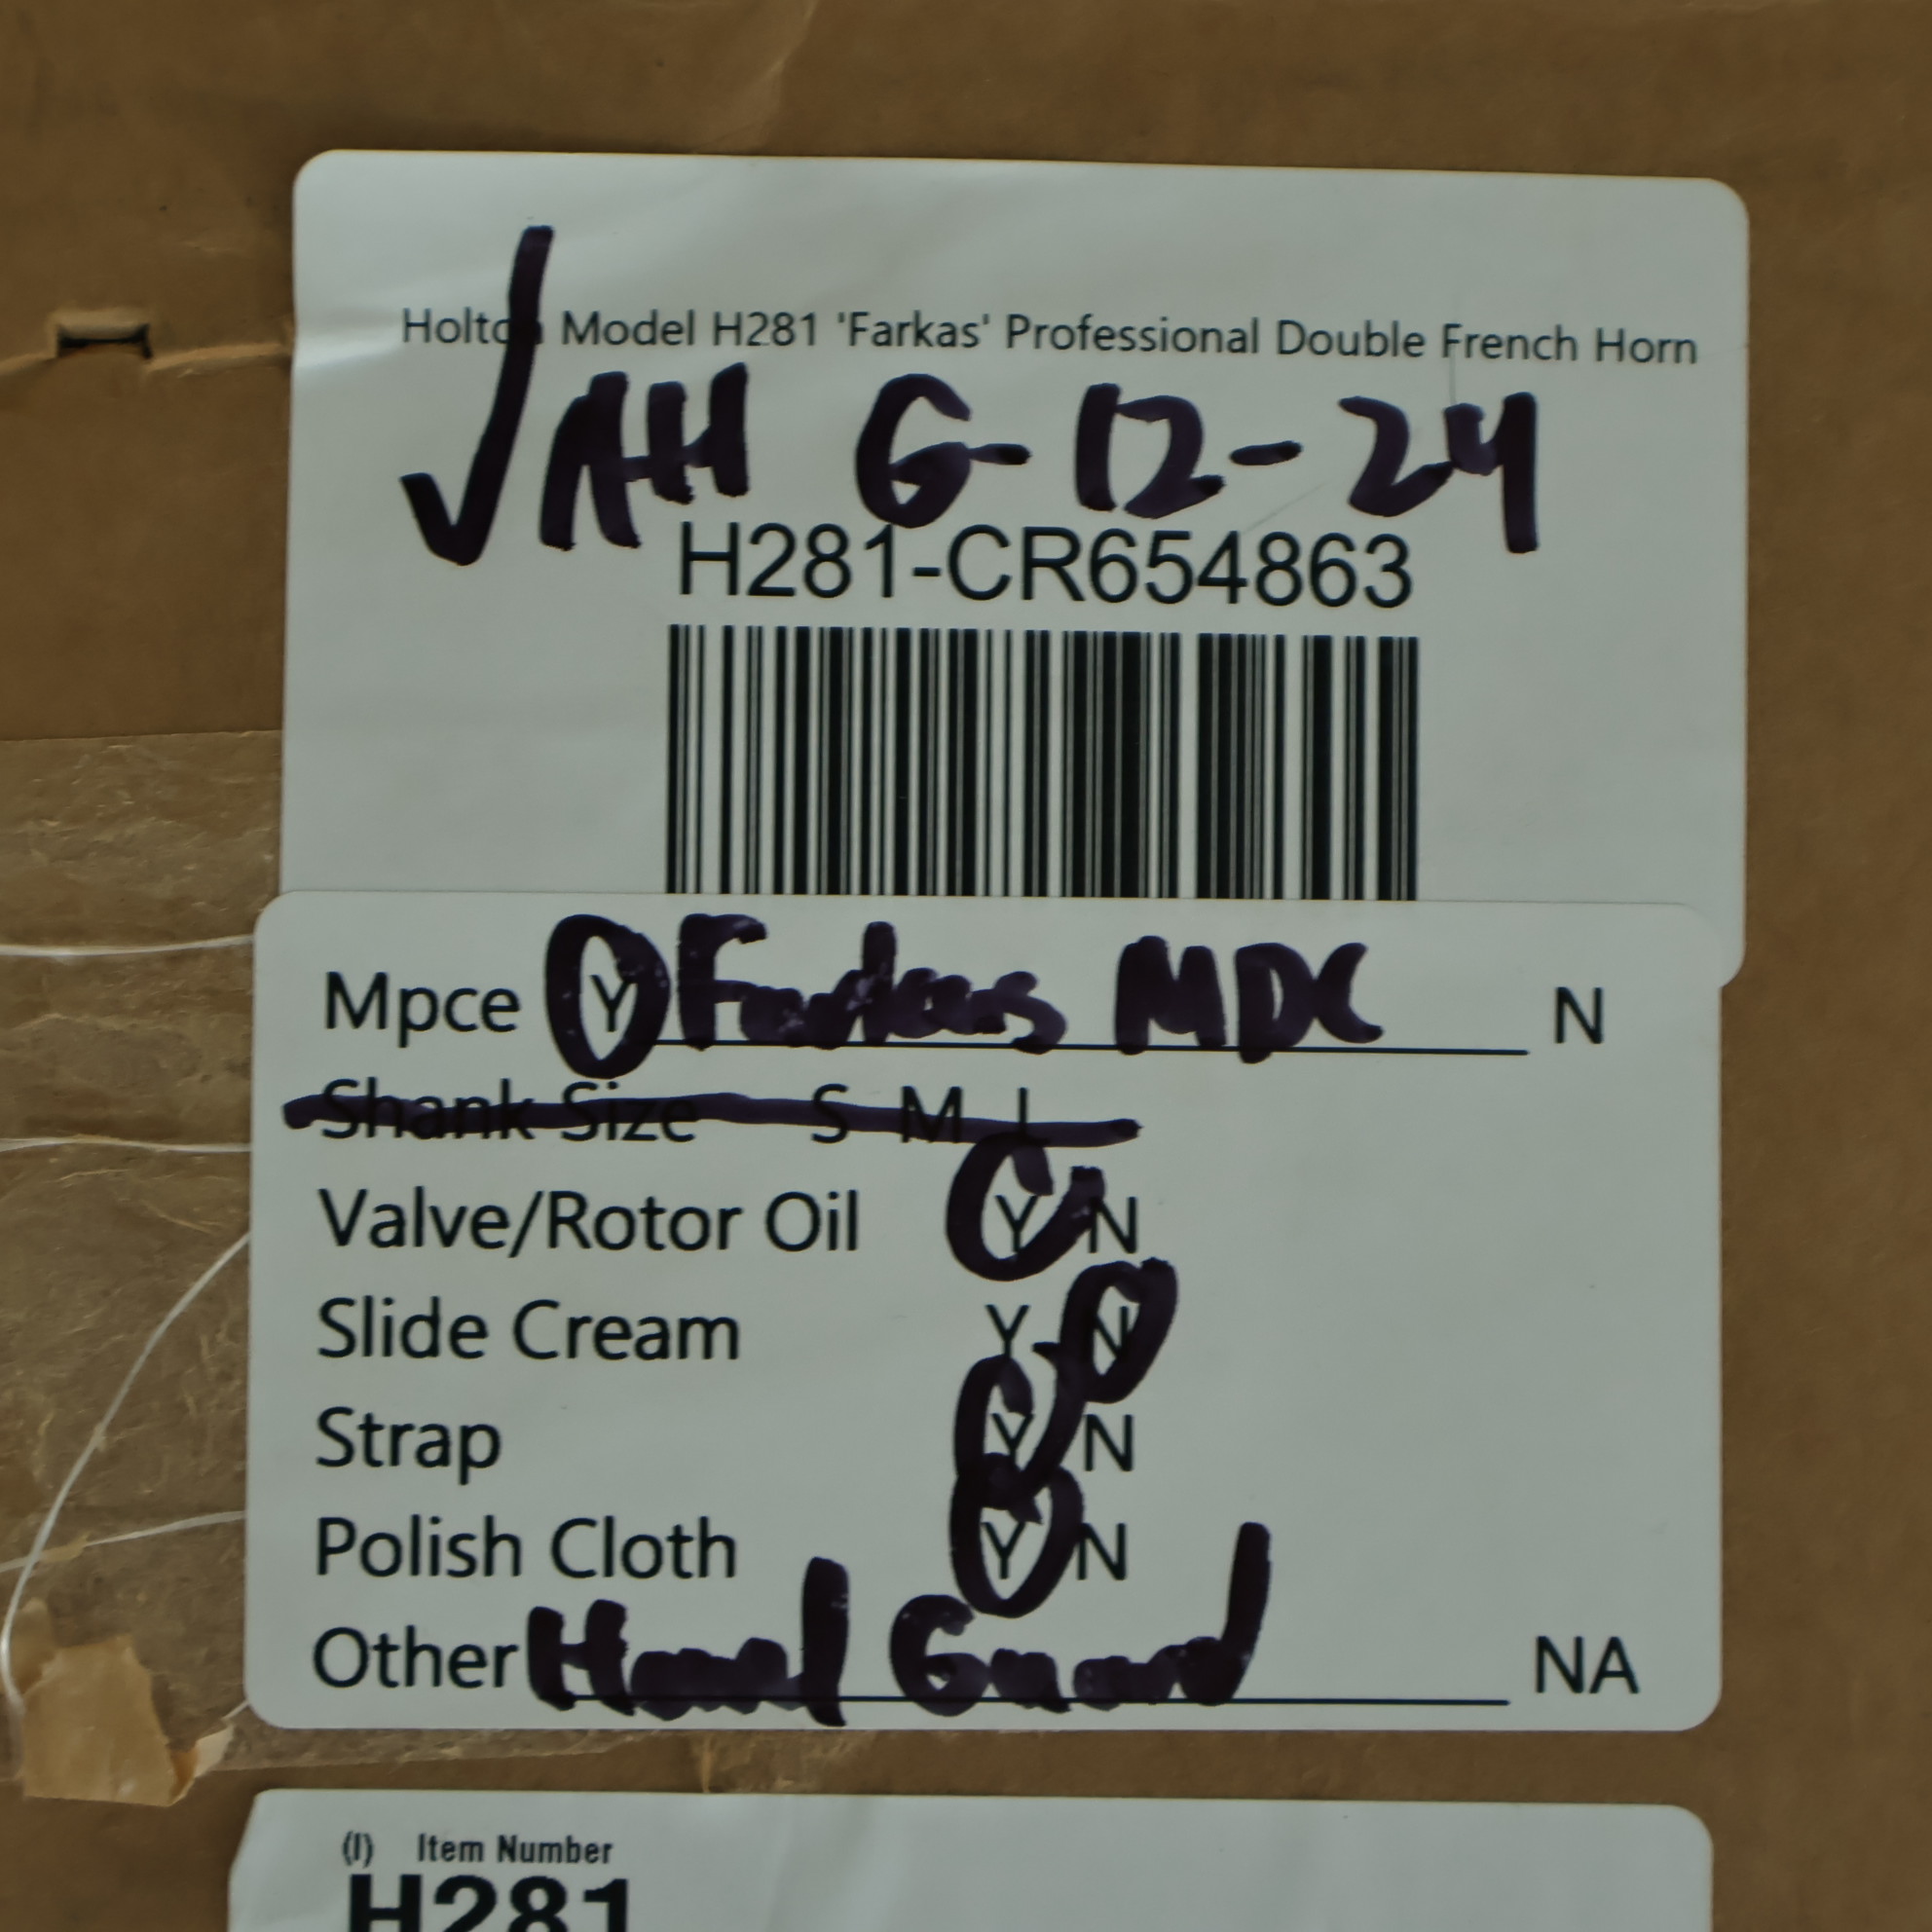 Holton Model H281 'Farkas' Professional Double French Horn
√ AH 6-12-24
H281-CR654863
Mpce Y Farkas MDC N
Shank Size S M L
Valve/Rotor Oil Y N
Slide Cream Y N
Strap Y N
Polish Cloth Y N
Other Hand Guard NA
(I) Item Number
H281